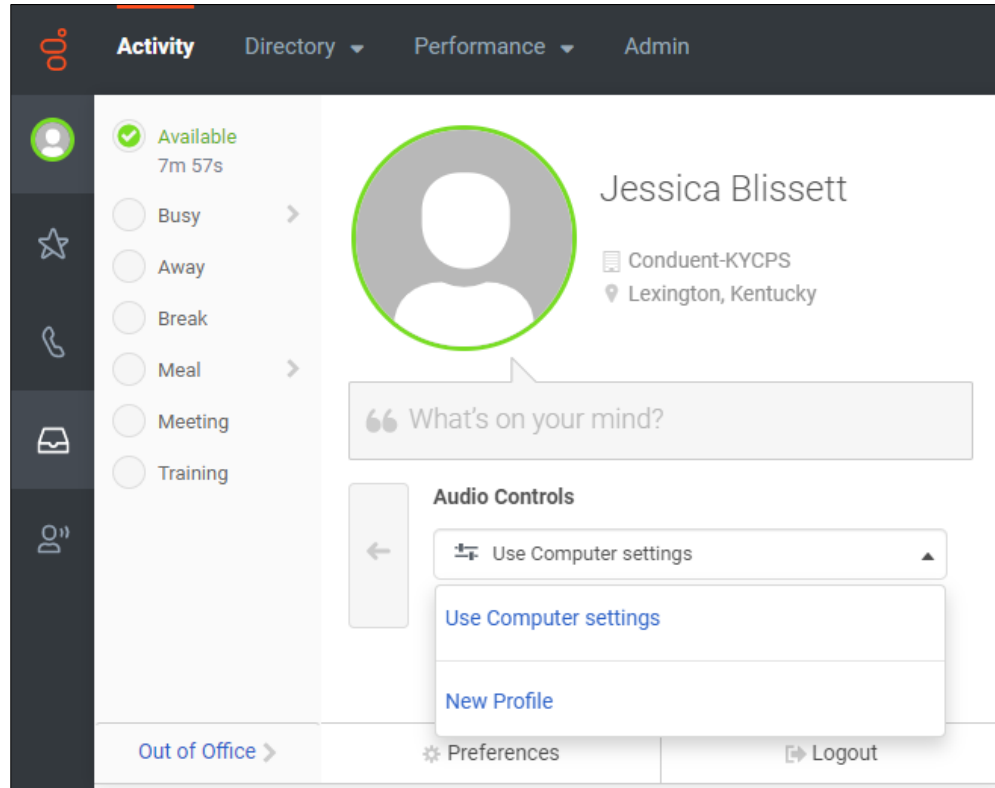 Activity Directory Performance Admin
Available
7m 57s
Busy
Away
Break
Meal
Meeting
Training
Jessica Blissett
Conduent-KYCPS
Lexington, Kentucky
What's on your mind?
Audio Controls
Use Computer settings
Use Computer settings
New Profile
Out of Office Preferences Logout